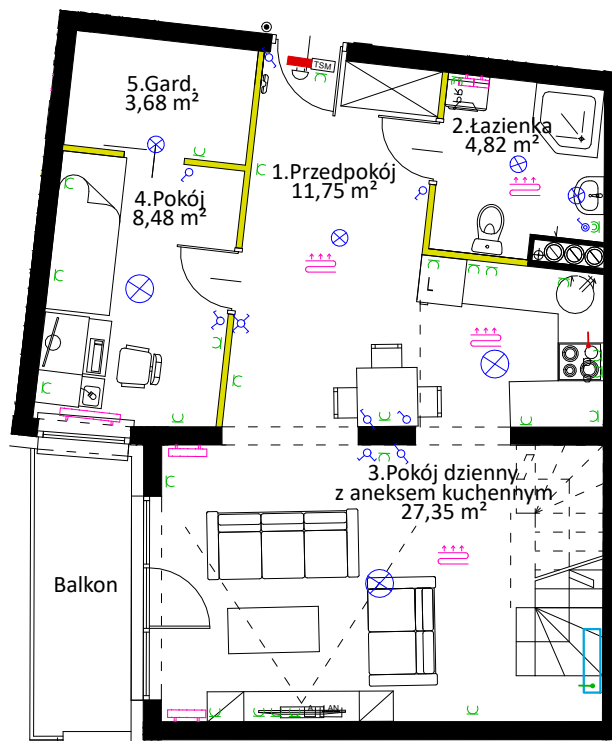 TSM
5.Gard.
3,68 m²
2.Łazienka
4,82 m²
1.Przedpokój
11,75 m²
4.Pokój
8,48 m²
L
3.Pokój dzienny
z aneksem kuchennym
27,35 m²
Balkon
LAN